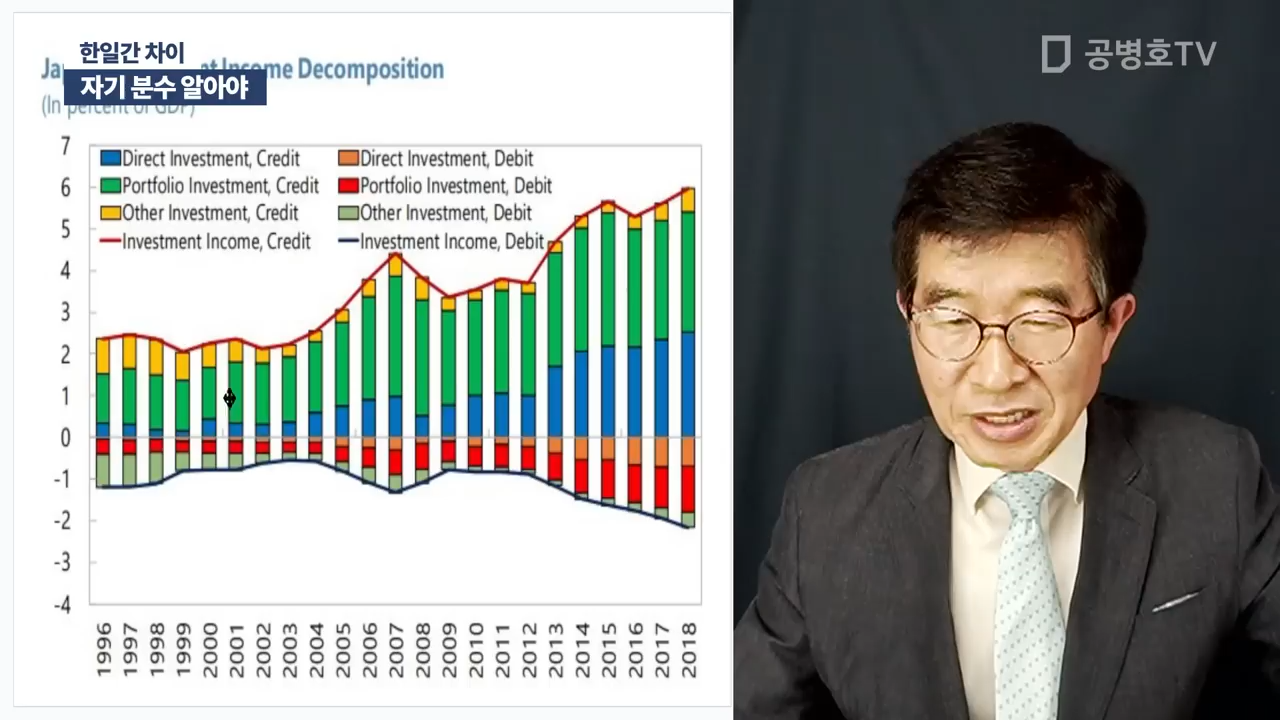 한일간 차이
자기 분수 알아야
공병호TV
Income Decomposition
(In percent of GDP)
7
Direct Investment, Credit
Direct Investment, Debit
6
Portfolio Investment, Credit
Portfolio Investment, Debit
Other Investment, Credit
Other Investment, Debit
5
Investment Income, Credit
Investment Income, Debit
4
3
2
1
0
-1
-2
-3
-4
1996 1997 1998 1999 2000 2001 2002 2003 2004 2005 2006 2007 2008 2009 2010 2011 2012 2013 2014 2015 2016 2017 2018